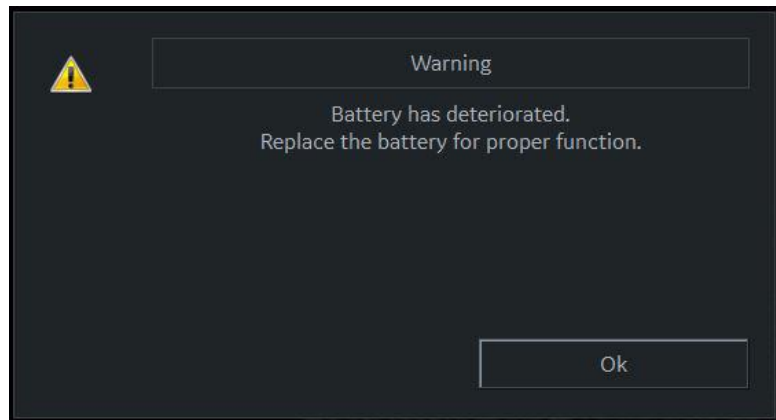 Warning
Battery has deteriorated.
Replace the battery for proper function.
Ok